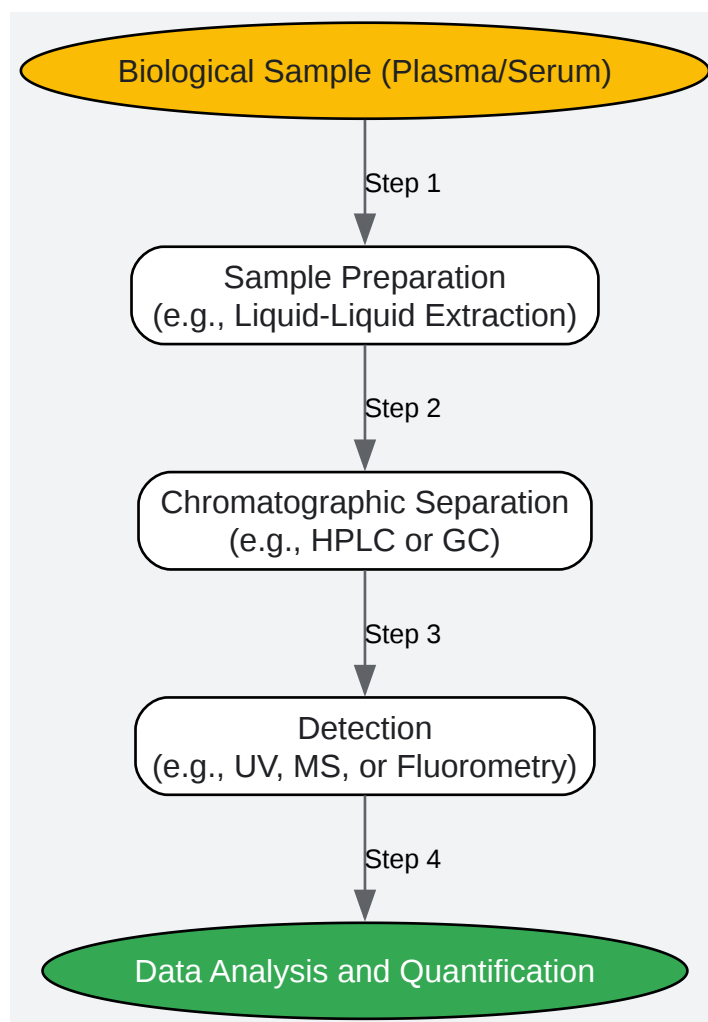 Biological Sample (Plasma/Serum)
Step 1
Sample Preparation
(e.g., Liquid-Liquid Extraction)
Step 2
Chromatographic Separation
(e.g., HPLC or GC)
Step 3
Detection
(e.g., UV, MS, or Fluorometry)
Step 4
Data Analysis and Quantification